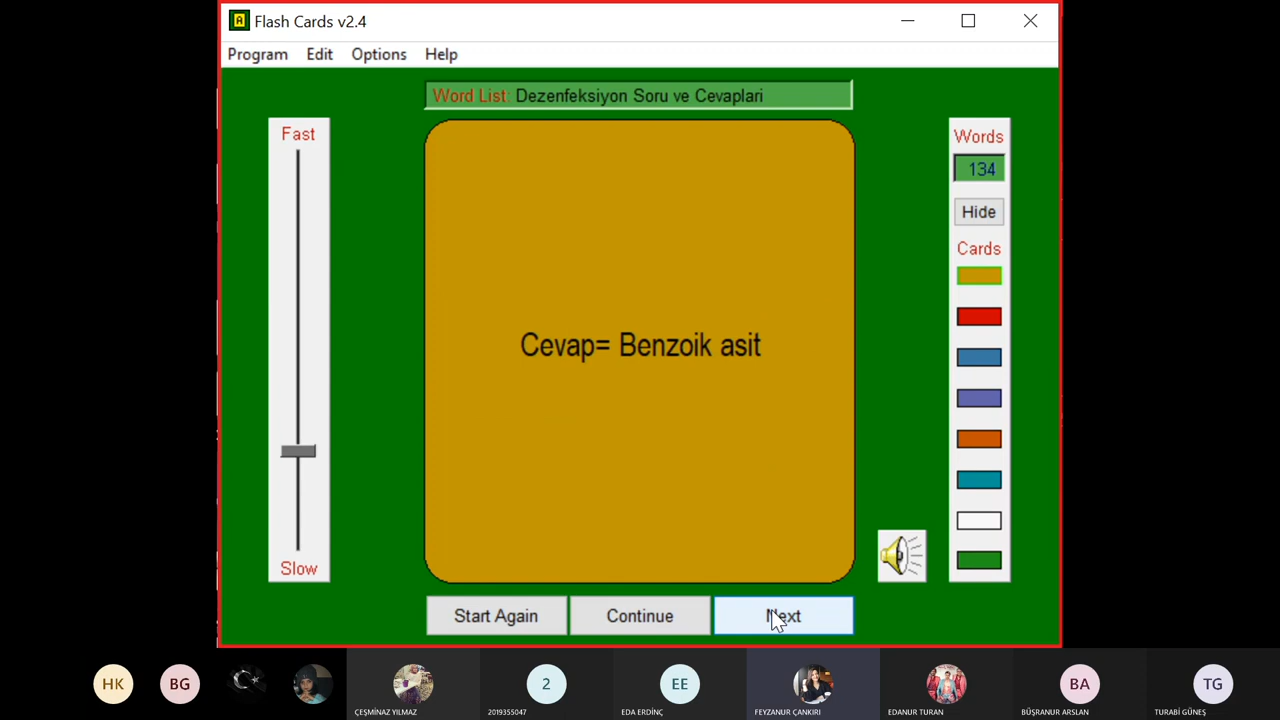 Flash Cards v2.4
Program Edit Options Help
Word List: Dezenfeksiyon Soru ve Cevaplari
Fast
Words
134
Hide
Cards
Cevap= Benzoik asit
Slow
Start Again Continue Next
HK BG 2 EE BA TG
ÇEŞMİNAZ YILMAZ 2019355047 EDA ERDİNÇ FEYZANUR ÇANKIRI EDANUR TURAN BÜŞRANUR ARSLAN TURABİ GÜNEŞ